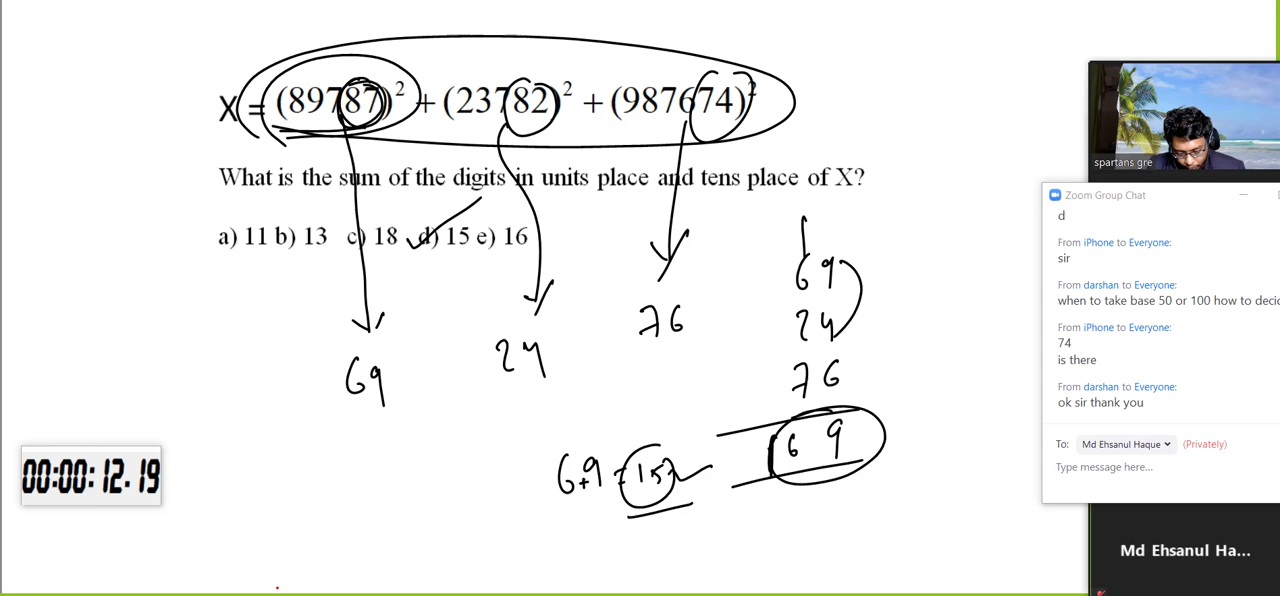 X = (89787)² + (23782)² + (987674)²
What is the sum of the digits in units place and tens place of X?
a) 11 b) 13 c) 18 d) 15 e) 16
69
24
76
69
24
76
69
6+9 = 15
00:00:12.19
spartans gre
Zoom Group Chat
d
From iPhone to Everyone:
sir
From darshan to Everyone:
when to take base 50 or 100 how to decid
From iPhone to Everyone:
74
is there
From darshan to Everyone:
ok sir thank you
To: Md Ehsanul Haque (Privately)
Type message here...
Md Ehsanul Ha...